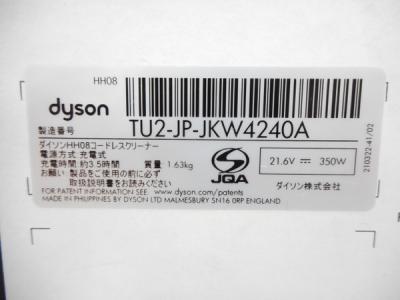 HH08
dyson
製造番号
TU2-JP-JKW4240A
ダイソンHH08コードレスクリーナー
電源方式:充電式
充電時間:約3.5時間 質量:1.63kg
お願い:製品をご使用の前に必ず
取扱説明書をお読みください
FOR PATENT INFORMATION SEE: www.dyson.com/patents
MADE IN PHILIPPINES BY DYSON LTD MALMESBURY SN16 0RP ENGLAND
JQA
21.6V ⎓ 350W
ダイソン株式会社
210322-41/02